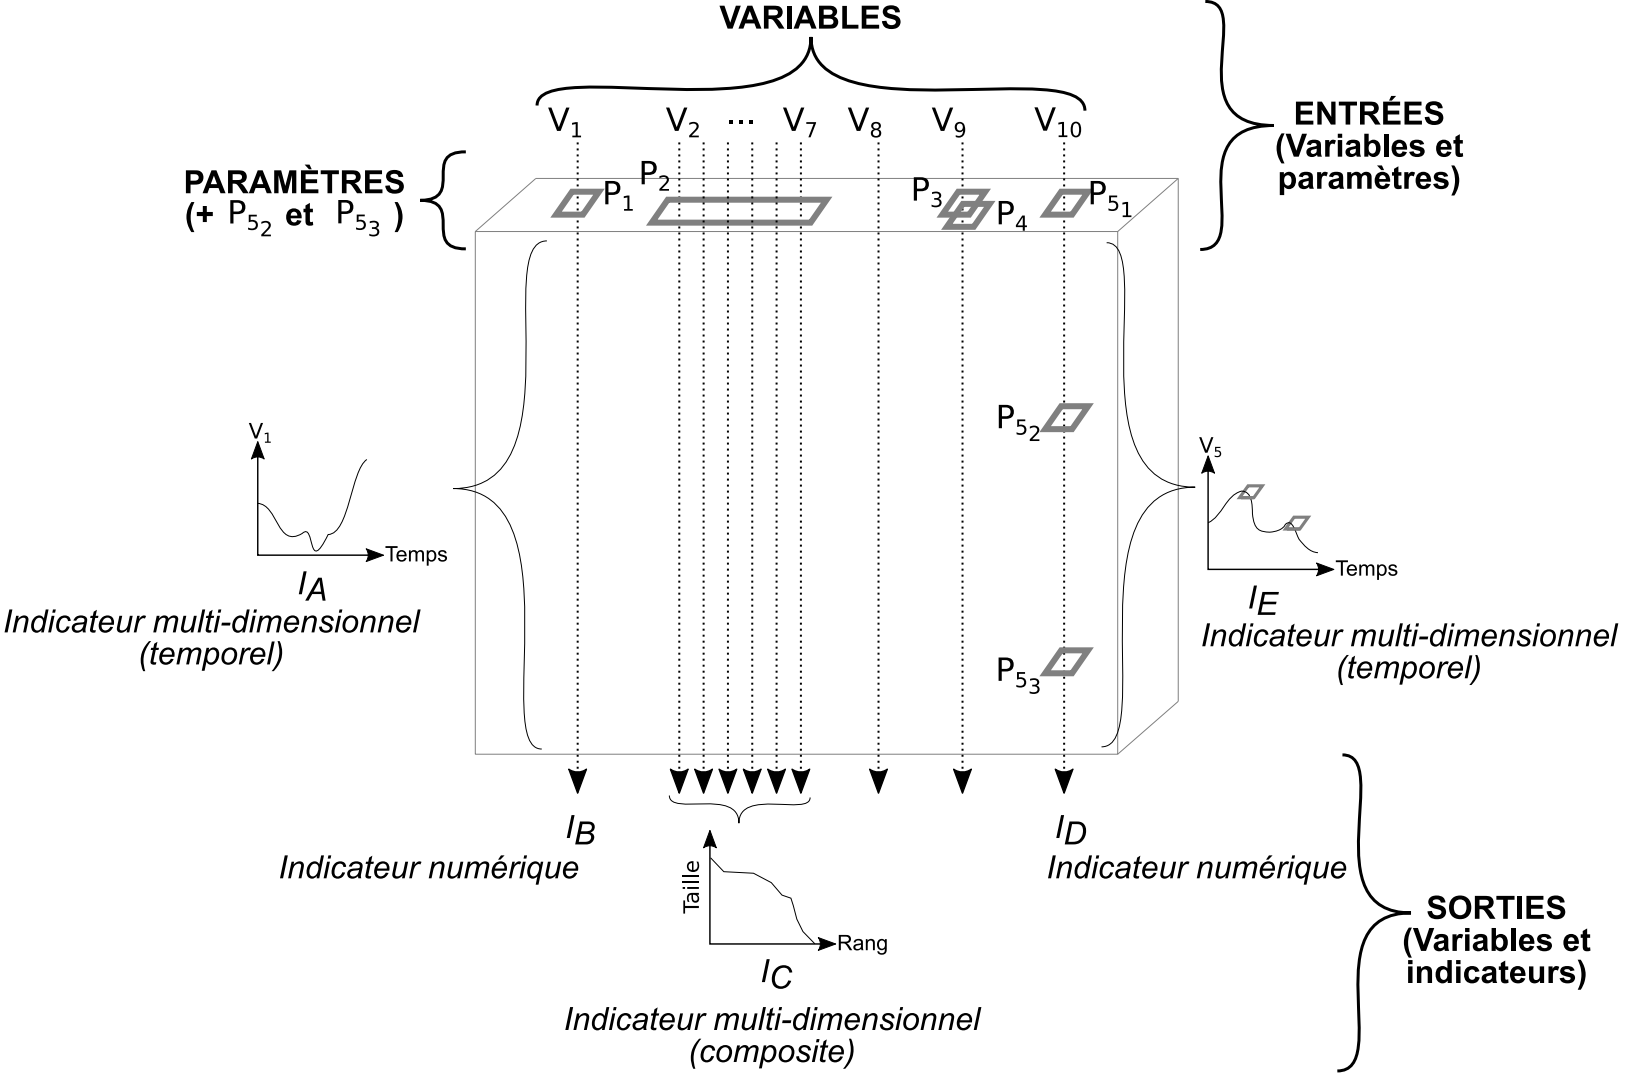 VARIABLES
V1 V2 ... V7 V8 V9 V10
ENTRÉES
(Variables et
paramètres)
PARAMÈTRES
(+ P52 et P53 )
P1
P2
P3
P4
P51
P52
P53
V1
Temps
IA
Indicateur multi-dimensionnel
(temporel)
V5
Temps
IE
Indicateur multi-dimensionnel
(temporel)
IB
Indicateur numérique
ID
Indicateur numérique
Taille
Rang
IC
Indicateur multi-dimensionnel
(composite)
SORTIES
(Variables et
indicateurs)